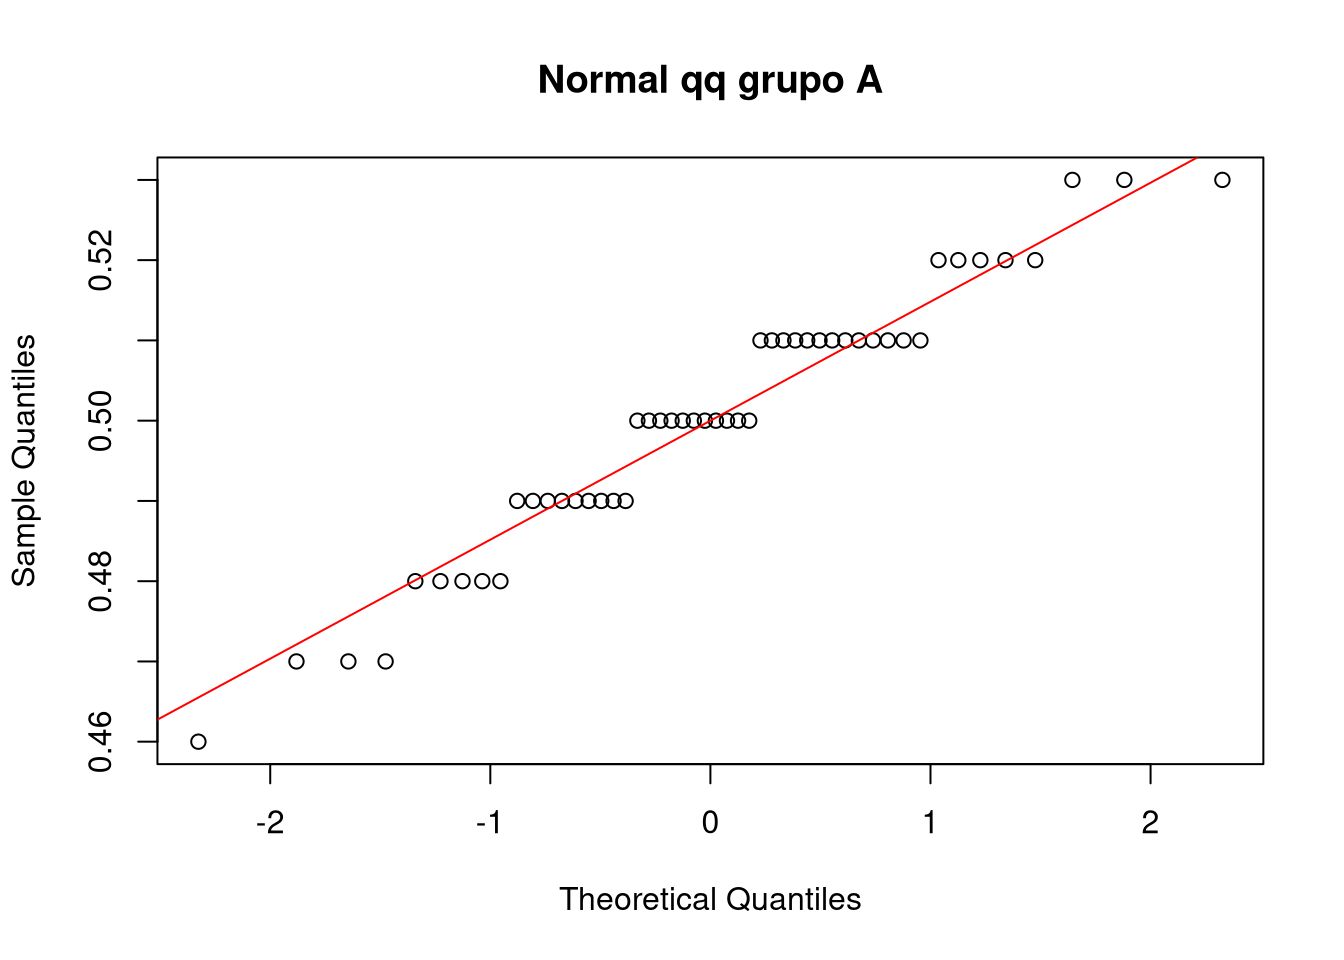 Normal qq grupo A
Sample Quantiles
0.52
0.50
0.48
0.46
-2 -1 0 1 2
Theoretical Quantiles